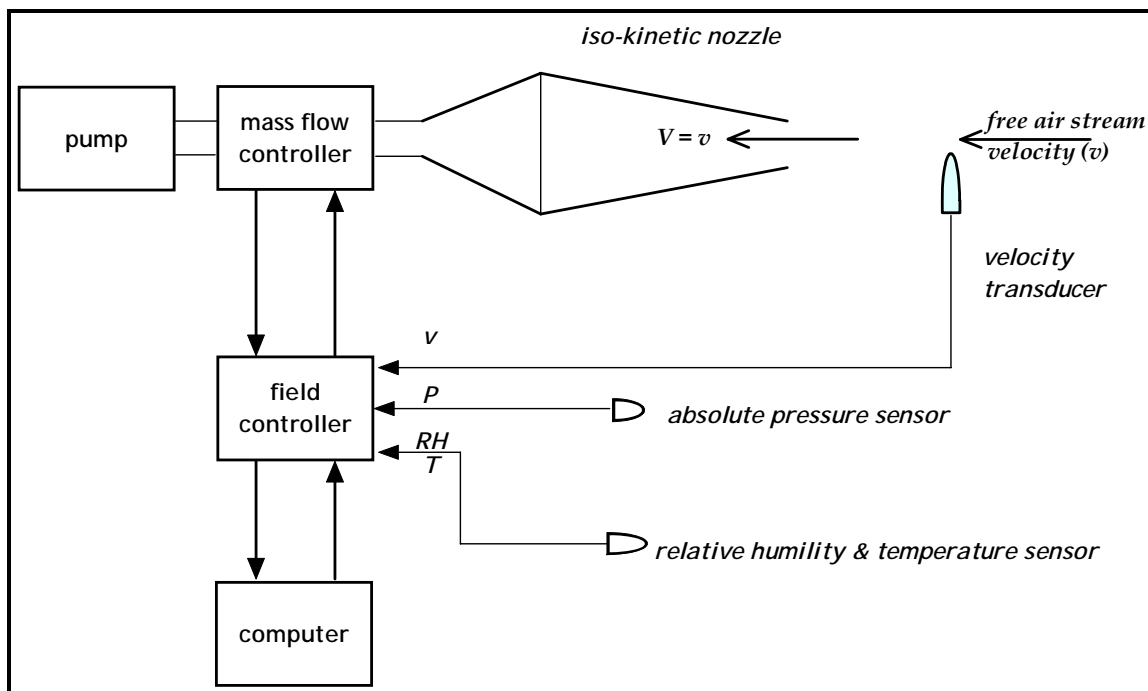 iso-kinetic nozzle
pump
mass flow
controller
V = v
free air stream
velocity (v)
velocity
transducer
v
field
controller
P
absolute pressure sensor
RH
T
relative humility & temperature sensor
computer